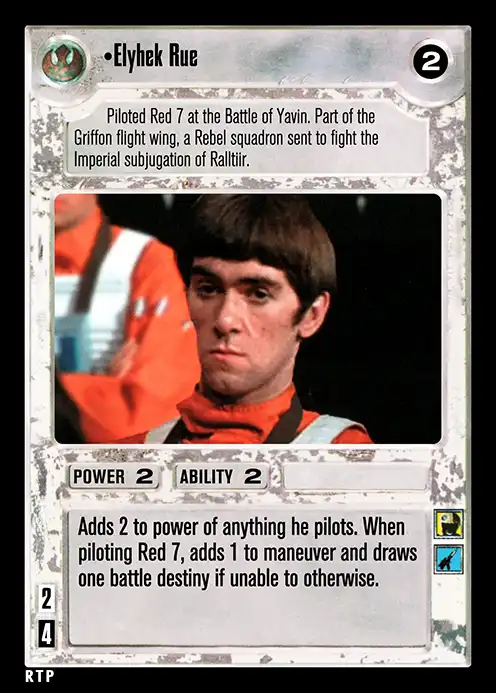 •Elyhek Rue
2
Piloted Red 7 at the Battle of Yavin. Part of the
Griffon flight wing, a Rebel squadron sent to fight the
Imperial subjugation of Ralltiir.
POWER 2 ABILITY 2
Adds 2 to power of anything he pilots. When
piloting Red 7, adds 1 to maneuver and draws
one battle destiny if unable to otherwise.
2
4
RTP